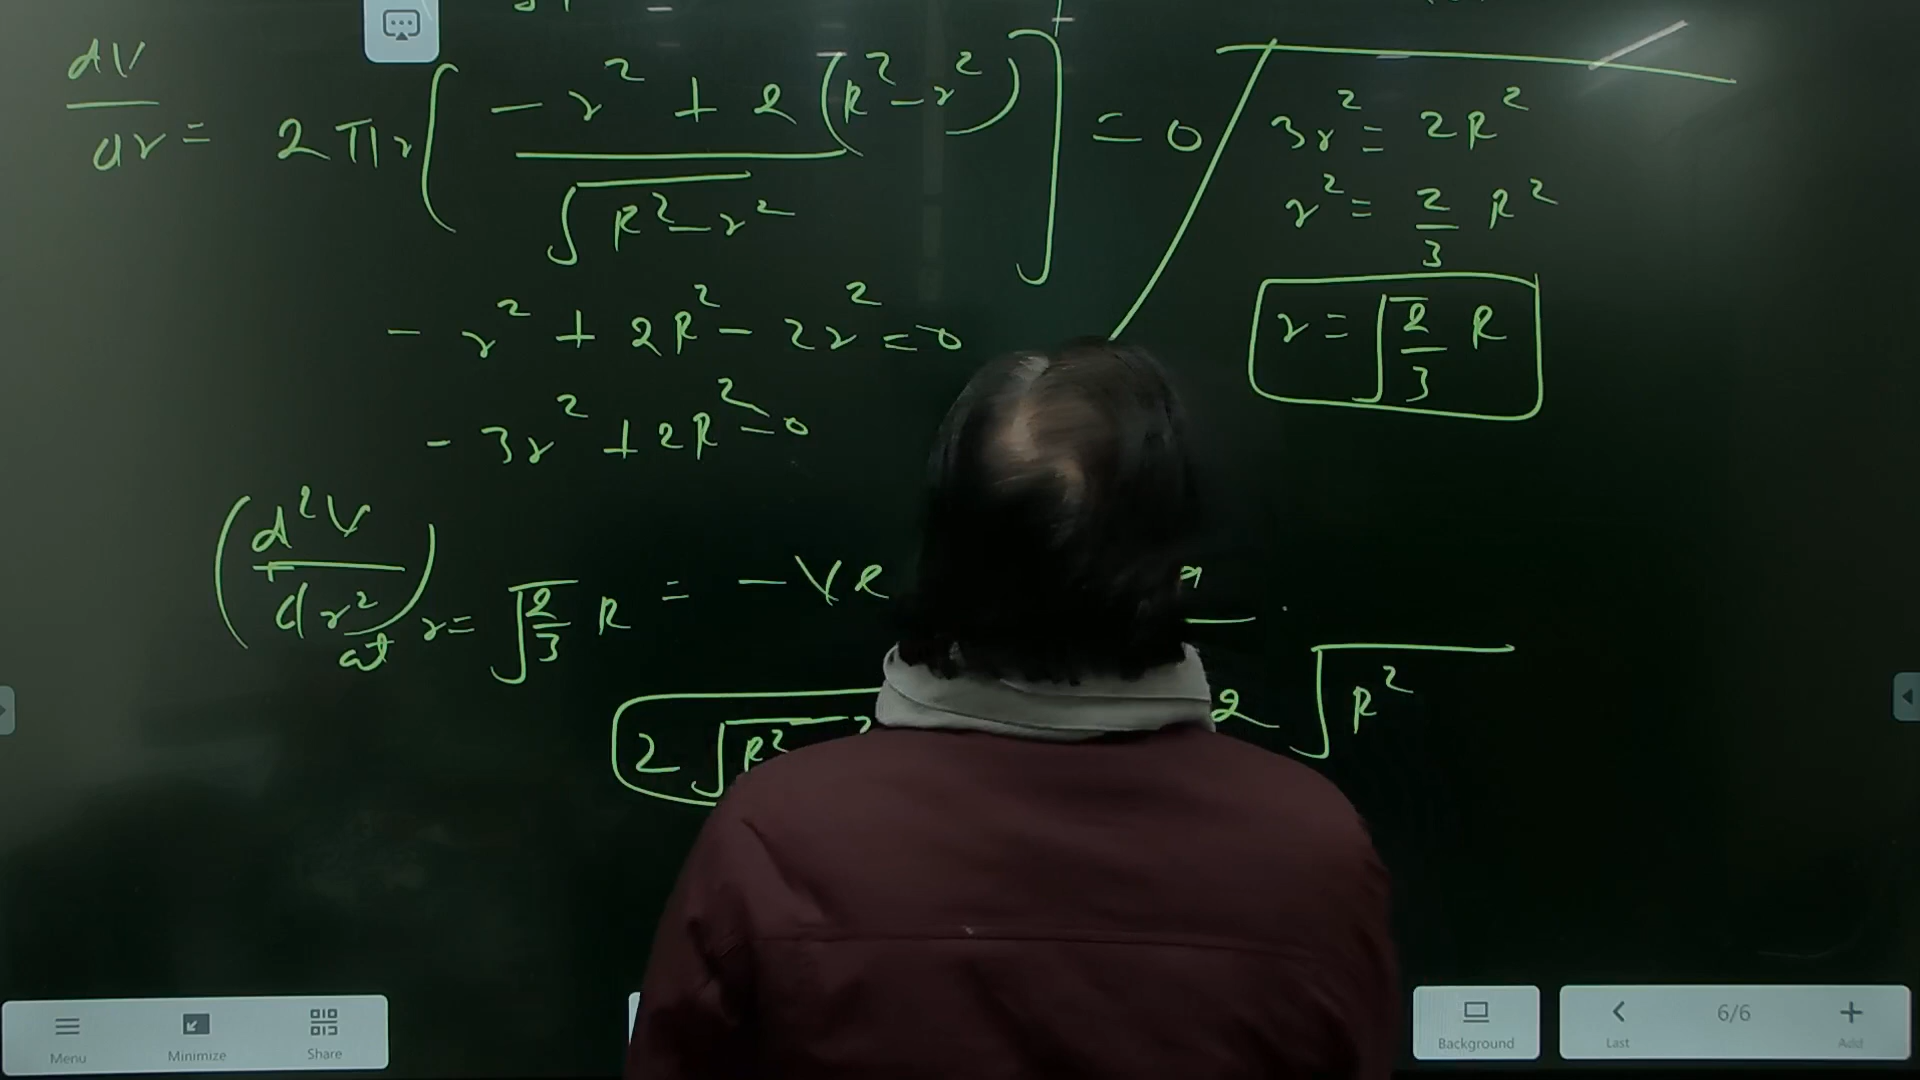 dV/dr = 2πr [ (-r² + 2(R²-r²)) / √(R²-r²) ] = 0
-r² + 2R² - 2r² = 0
-3r² + 2R² = 0
3r² = 2R²
r² = 2/3 R²
r = √(2/3) R
(d²V/dr²) at r = √(2/3) R = -Ve
2√R²
2 √R²
Menu
Minimize
Share
Background
Last
6/6
Add